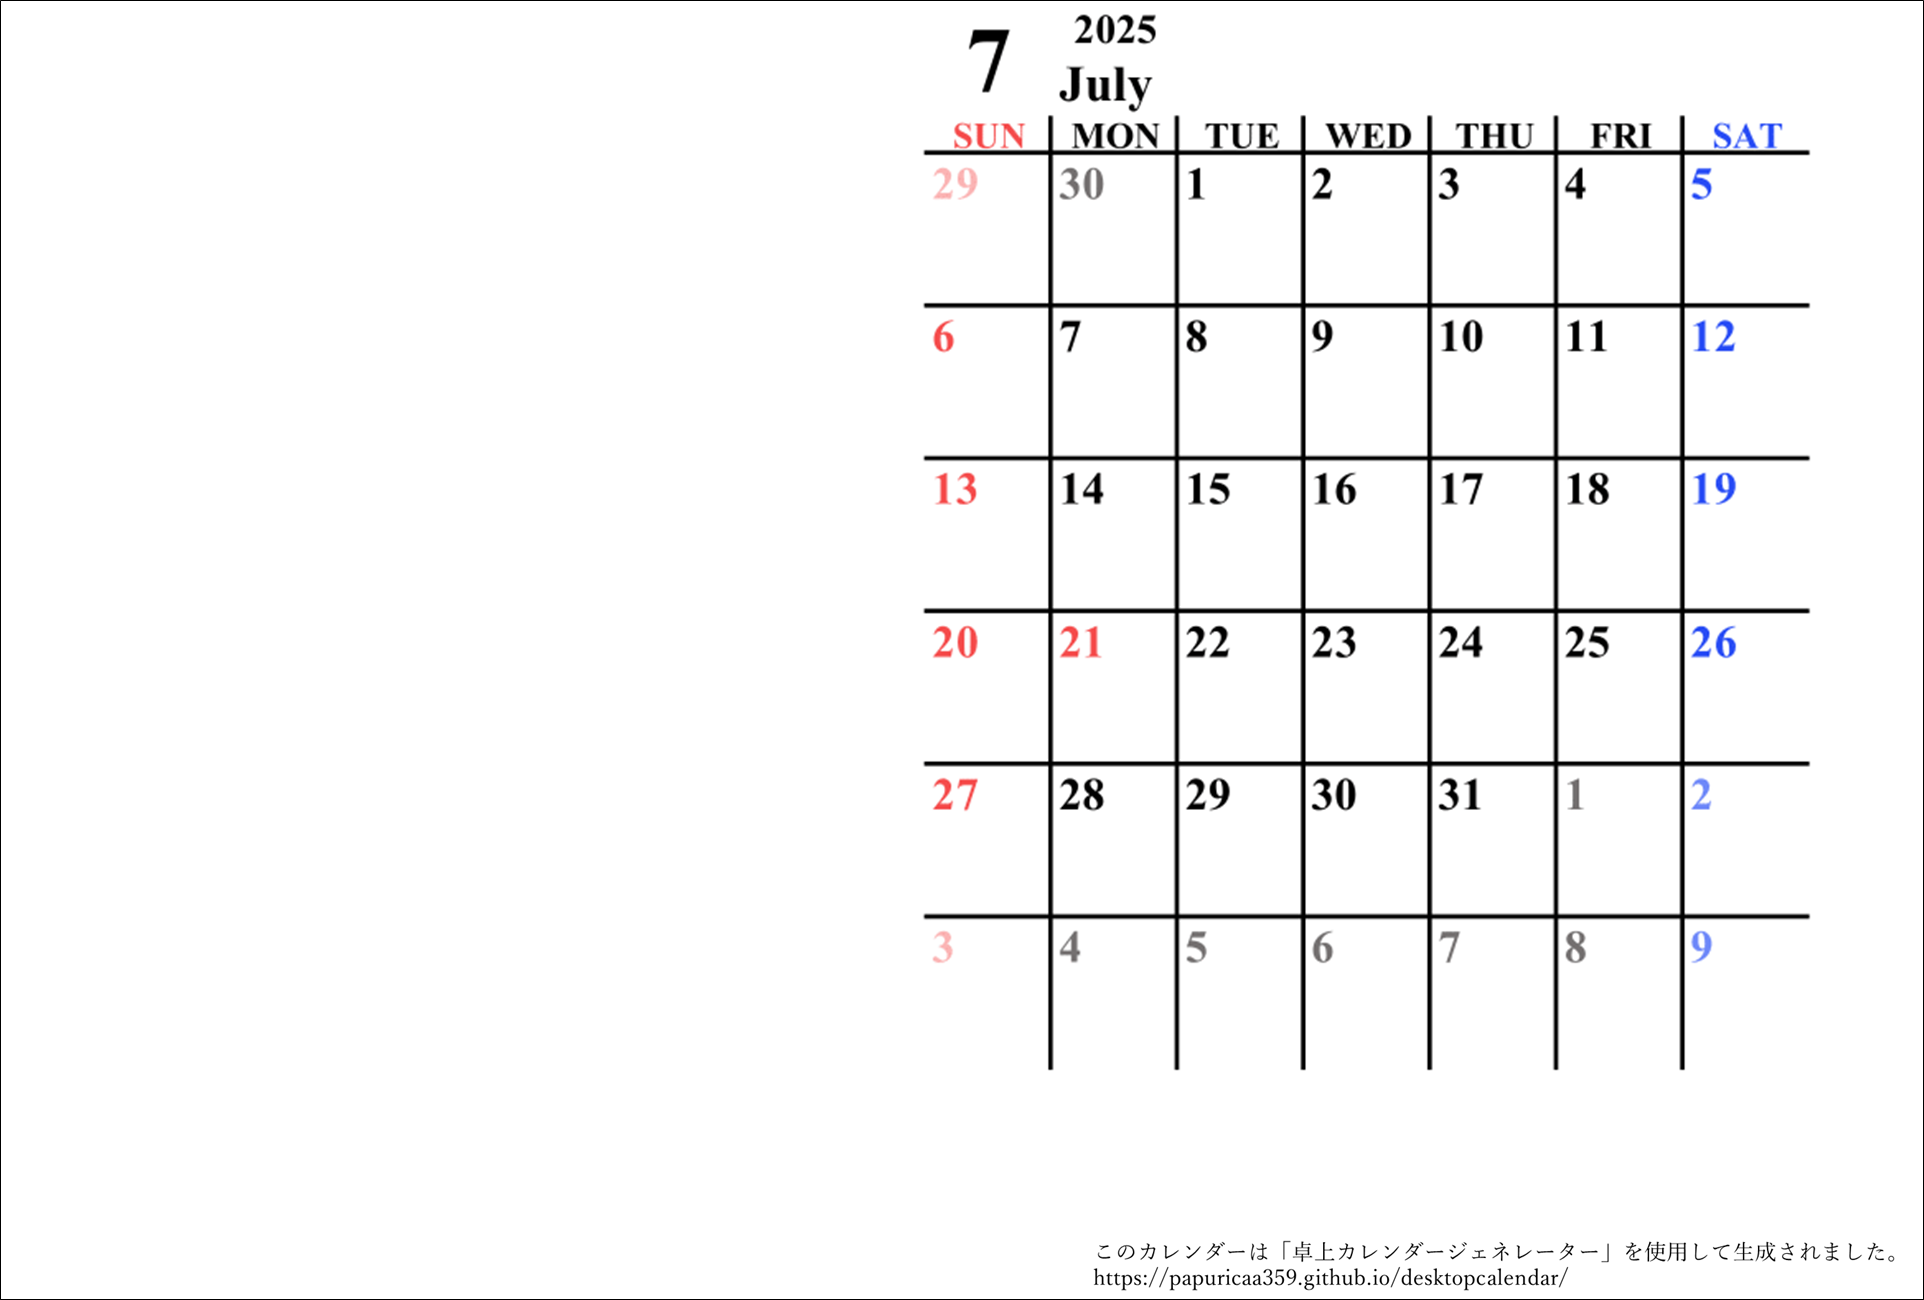 7
2025
July
SUN MON TUE WED THU FRI SAT
29 30 1 2 3 4 5
6 7 8 9 10 11 12
13 14 15 16 17 18 19
20 21 22 23 24 25 26
27 28 29 30 31 1 2
3 4 5 6 7 8 9
このカレンダーは「卓上カレンダージェネレーター」を使用して生成されました。
https://papuricaa359.github.io/desktopcalendar/